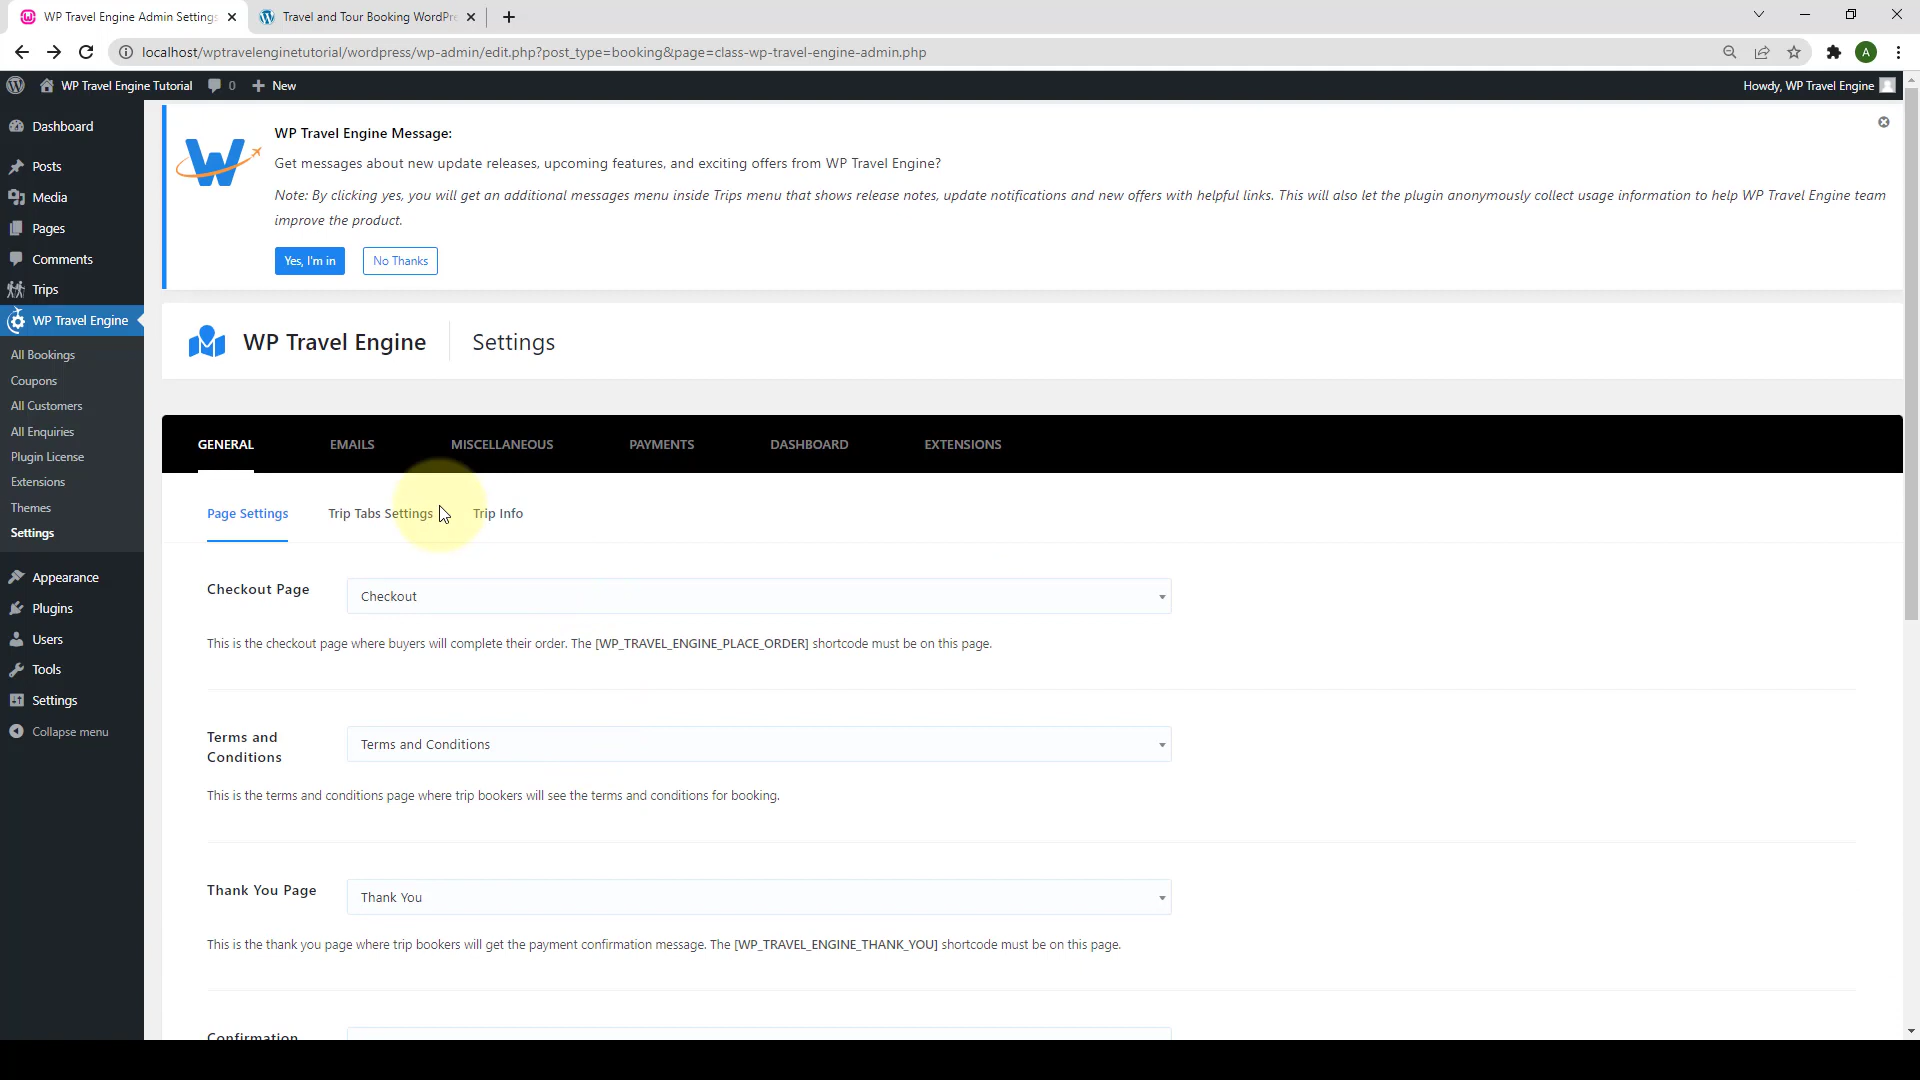 WP Travel Engine Admin Settings
Travel and Tour Booking WordPre
localhost/wptravelenginetutorial/wordpress/wp-admin/edit.php?post_type=booking&page=class-wp-travel-engine-admin.php
A
WP Travel Engine Tutorial
0
New
Howdy, WP Travel Engine
Dashboard
Posts
Media
Pages
Comments
Trips
WP Travel Engine
All Bookings
Coupons
All Customers
All Enquiries
Plugin License
Extensions
Themes
Settings
Appearance
Plugins
Users
Tools
Settings
Collapse menu
WP Travel Engine Message:
Get messages about new update releases, upcoming features, and exciting offers from WP Travel Engine?
Note: By clicking yes, you will get an additional messages menu inside Trips menu that shows release notes, update notifications and new offers with helpful links. This will also let the plugin anonymously collect usage information to help WP Travel Engine team
improve the product.
Yes, I'm in
No Thanks
WP Travel Engine
Settings
GENERAL
EMAILS
MISCELLANEOUS
PAYMENTS
DASHBOARD
EXTENSIONS
Page Settings
Trip Tabs Settings
Trip Info
Checkout Page
Checkout
This is the checkout page where buyers will complete their order. The [WP_TRAVEL_ENGINE_PLACE_ORDER] shortcode must be on this page.
Terms and
Conditions
Terms and Conditions
This is the terms and conditions page where trip bookers will see the terms and conditions for booking.
Thank You Page
Thank You
This is the thank you page where trip bookers will get the payment confirmation message. The [WP_TRAVEL_ENGINE_THANK_YOU] shortcode must be on this page.
Confirmation